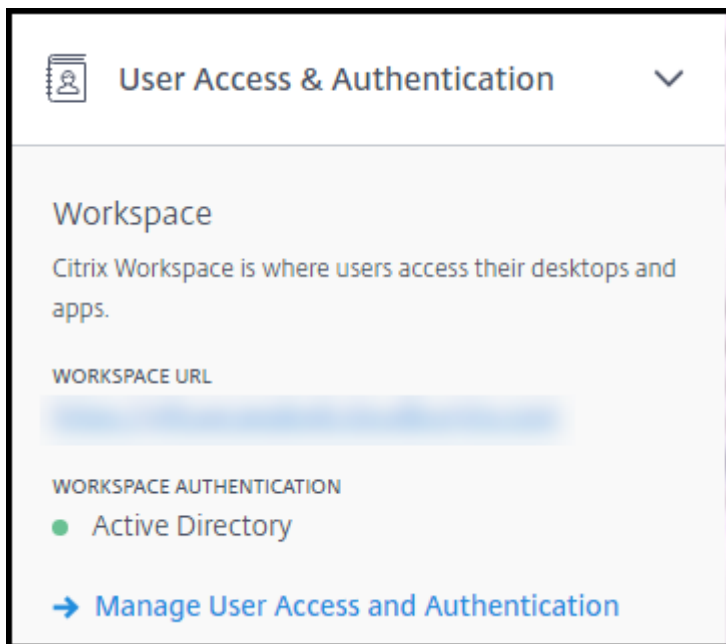 User Access & Authentication
Workspace
Citrix Workspace is where users access their desktops and
apps.
WORKSPACE URL
WORKSPACE AUTHENTICATION
Active Directory
Manage User Access and Authentication